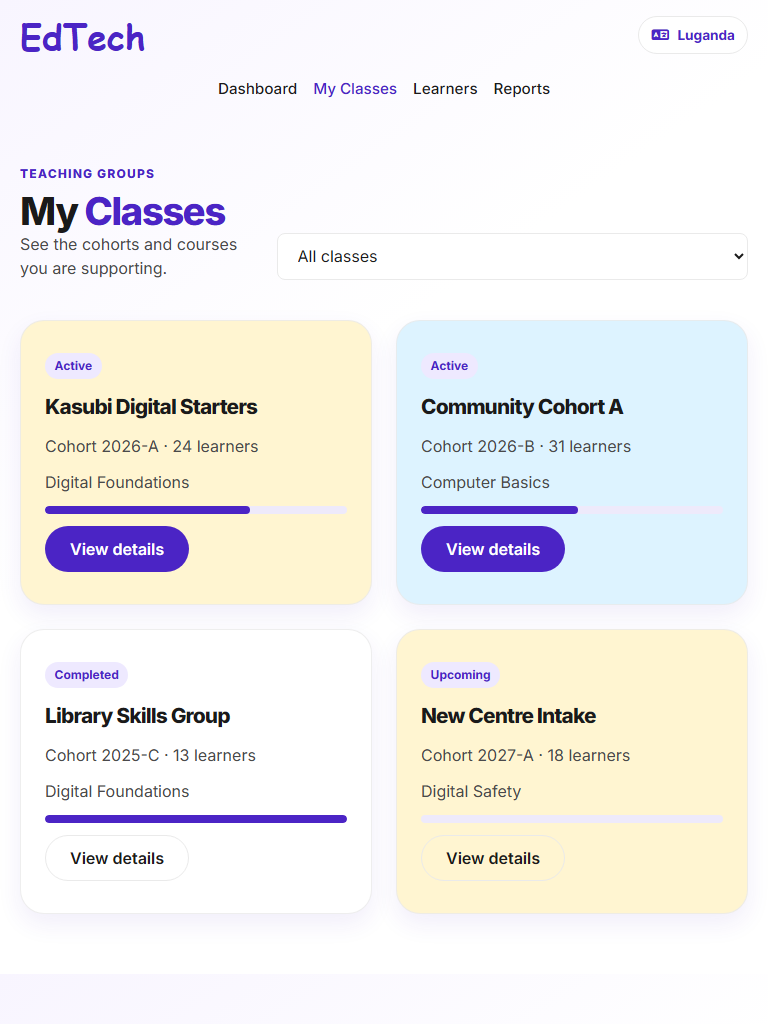 EdTech
Luganda
Dashboard My Classes Learners Reports
TEACHING GROUPS
My Classes
See the cohorts and courses
you are supporting.
All classes
Active
Kasubi Digital Starters
Cohort 2026-A · 24 learners
Digital Foundations
View details
Active
Community Cohort A
Cohort 2026-B · 31 learners
Computer Basics
View details
Completed
Library Skills Group
Cohort 2025-C · 13 learners
Digital Foundations
View details
Upcoming
New Centre Intake
Cohort 2027-A · 18 learners
Digital Safety
View details